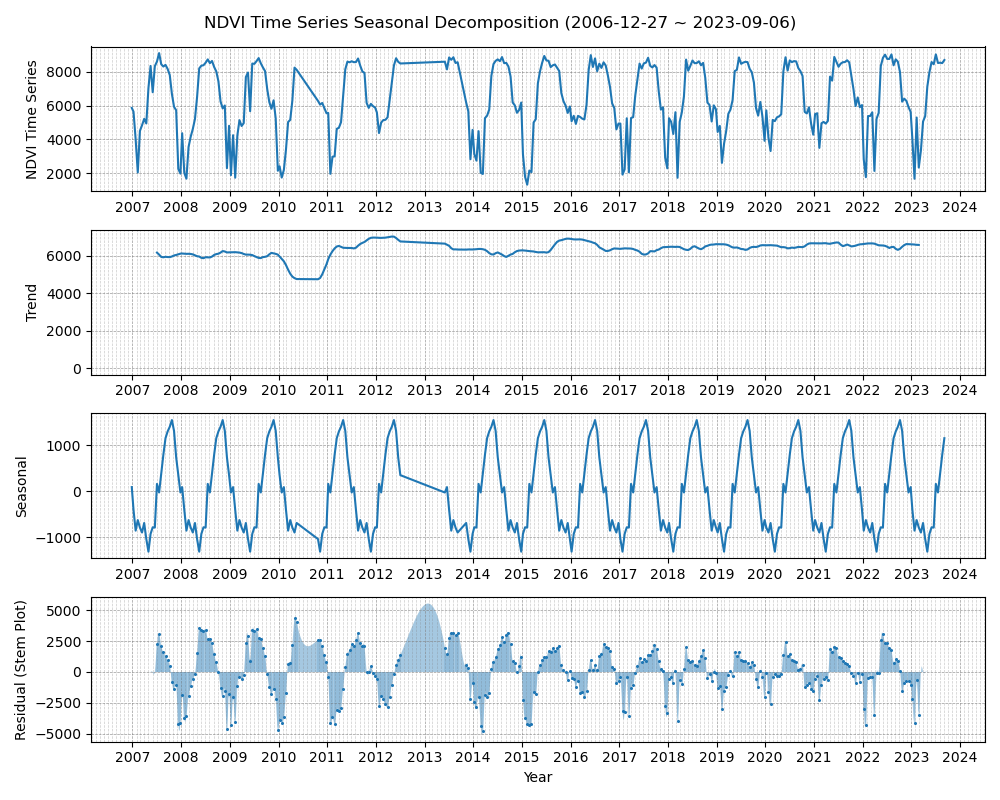 NDVI Time Series Seasonal Decomposition (2006-12-27 ~ 2023-09-06)
NDVI Time Series
8000
6000
4000
2000
2007 2008 2009 2010 2011 2012 2013 2014 2015 2016 2017 2018 2019 2020 2021 2022 2023 2024
Trend
6000
4000
2000
0
2007 2008 2009 2010 2011 2012 2013 2014 2015 2016 2017 2018 2019 2020 2021 2022 2023 2024
Seasonal
1000
0
−1000
2007 2008 2009 2010 2011 2012 2013 2014 2015 2016 2017 2018 2019 2020 2021 2022 2023 2024
Residual (Stem Plot)
5000
2500
0
−2500
−5000
2007 2008 2009 2010 2011 2012 2013 2014 2015 2016 2017 2018 2019 2020 2021 2022 2023 2024
Year